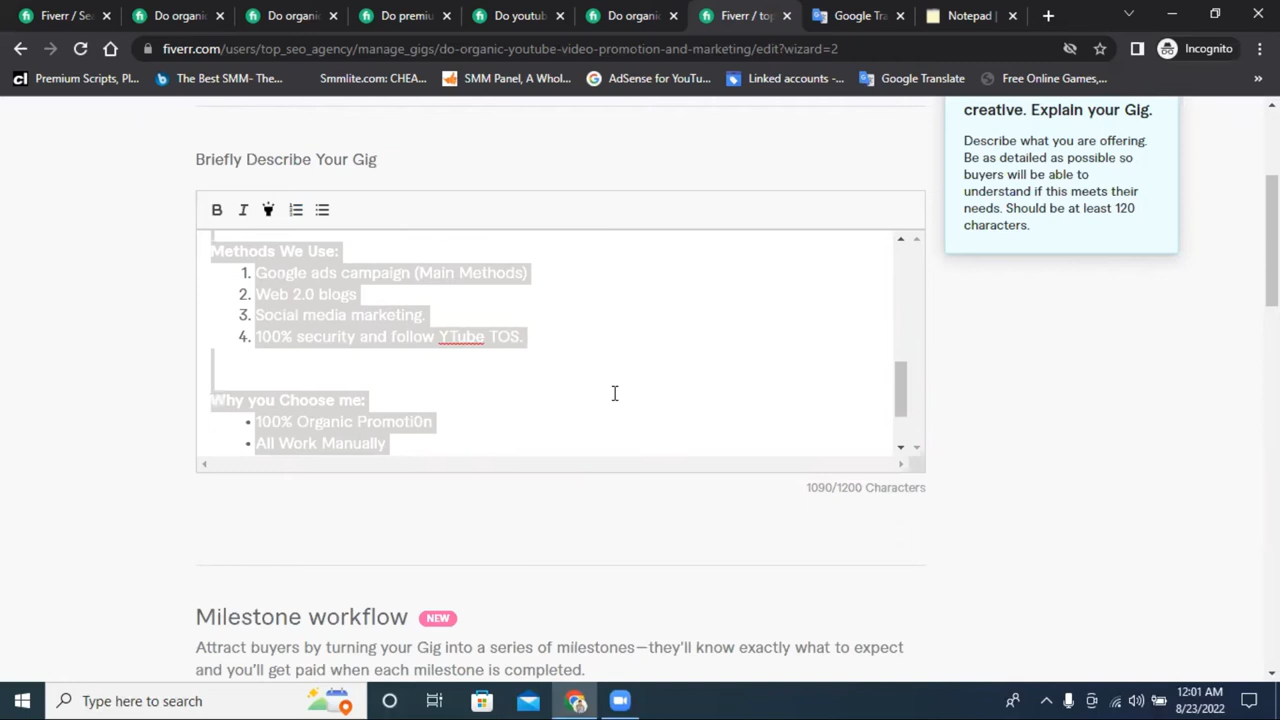 Fiverr / Se
Do organic
Do organic
Do premiu
Do youtub
Do organic
Fiverr / top
Google Tra
Notepad |
fiverr.com/users/top_seo_agency/manage_gigs/do-organic-youtube-video-promotion-and-marketing/edit?wizard=2
Incognito
Premium Scripts, Pl...
The Best SMM- The...
Smmlite.com: CHEA...
SMM Panel, A Whol...
AdSense for YouTu...
Linked accounts -...
Google Translate
Free Online Games,...
»
creative. Explain your Gig.
Describe what you are offering.
Be as detailed as possible so
buyers will be able to
understand if this meets their
needs. Should be at least 120
characters.
Briefly Describe Your Gig
B I
Methods We Use:
1. Google ads campaign (Main Methods)
2. Web 2.0 blogs
3. Social media marketing.
4. 100% security and follow YTube TOS.
Why you Choose me:
• 100% Organic Promoti0n
• All Work Manually
1090/1200 Characters
Milestone workflow NEW
Attract buyers by turning your Gig into a series of milestones—they'll know exactly what to expect
and you'll get paid when each milestone is completed.
Type here to search
12:01 AM
8/23/2022